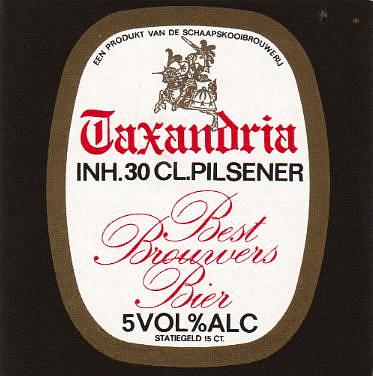 EEN PRODUKT VAN DE SCHAAPSKOOIBROUWERIJ
Taxandria
INH.30 CL.PILSENER
Best
Brouwers
Bier
5VOL%ALC
STATIEGELD 15 CT.